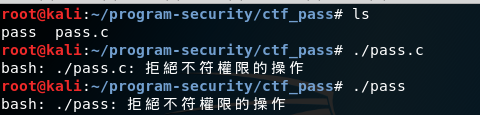 root@kali:~/program-security/ctf_pass# ls
pass  pass.c
root@kali:~/program-security/ctf_pass# ./pass.c
bash: ./pass.c: 拒絕不符權限的操作
root@kali:~/program-security/ctf_pass# ./pass
bash: ./pass: 拒絕不符權限的操作